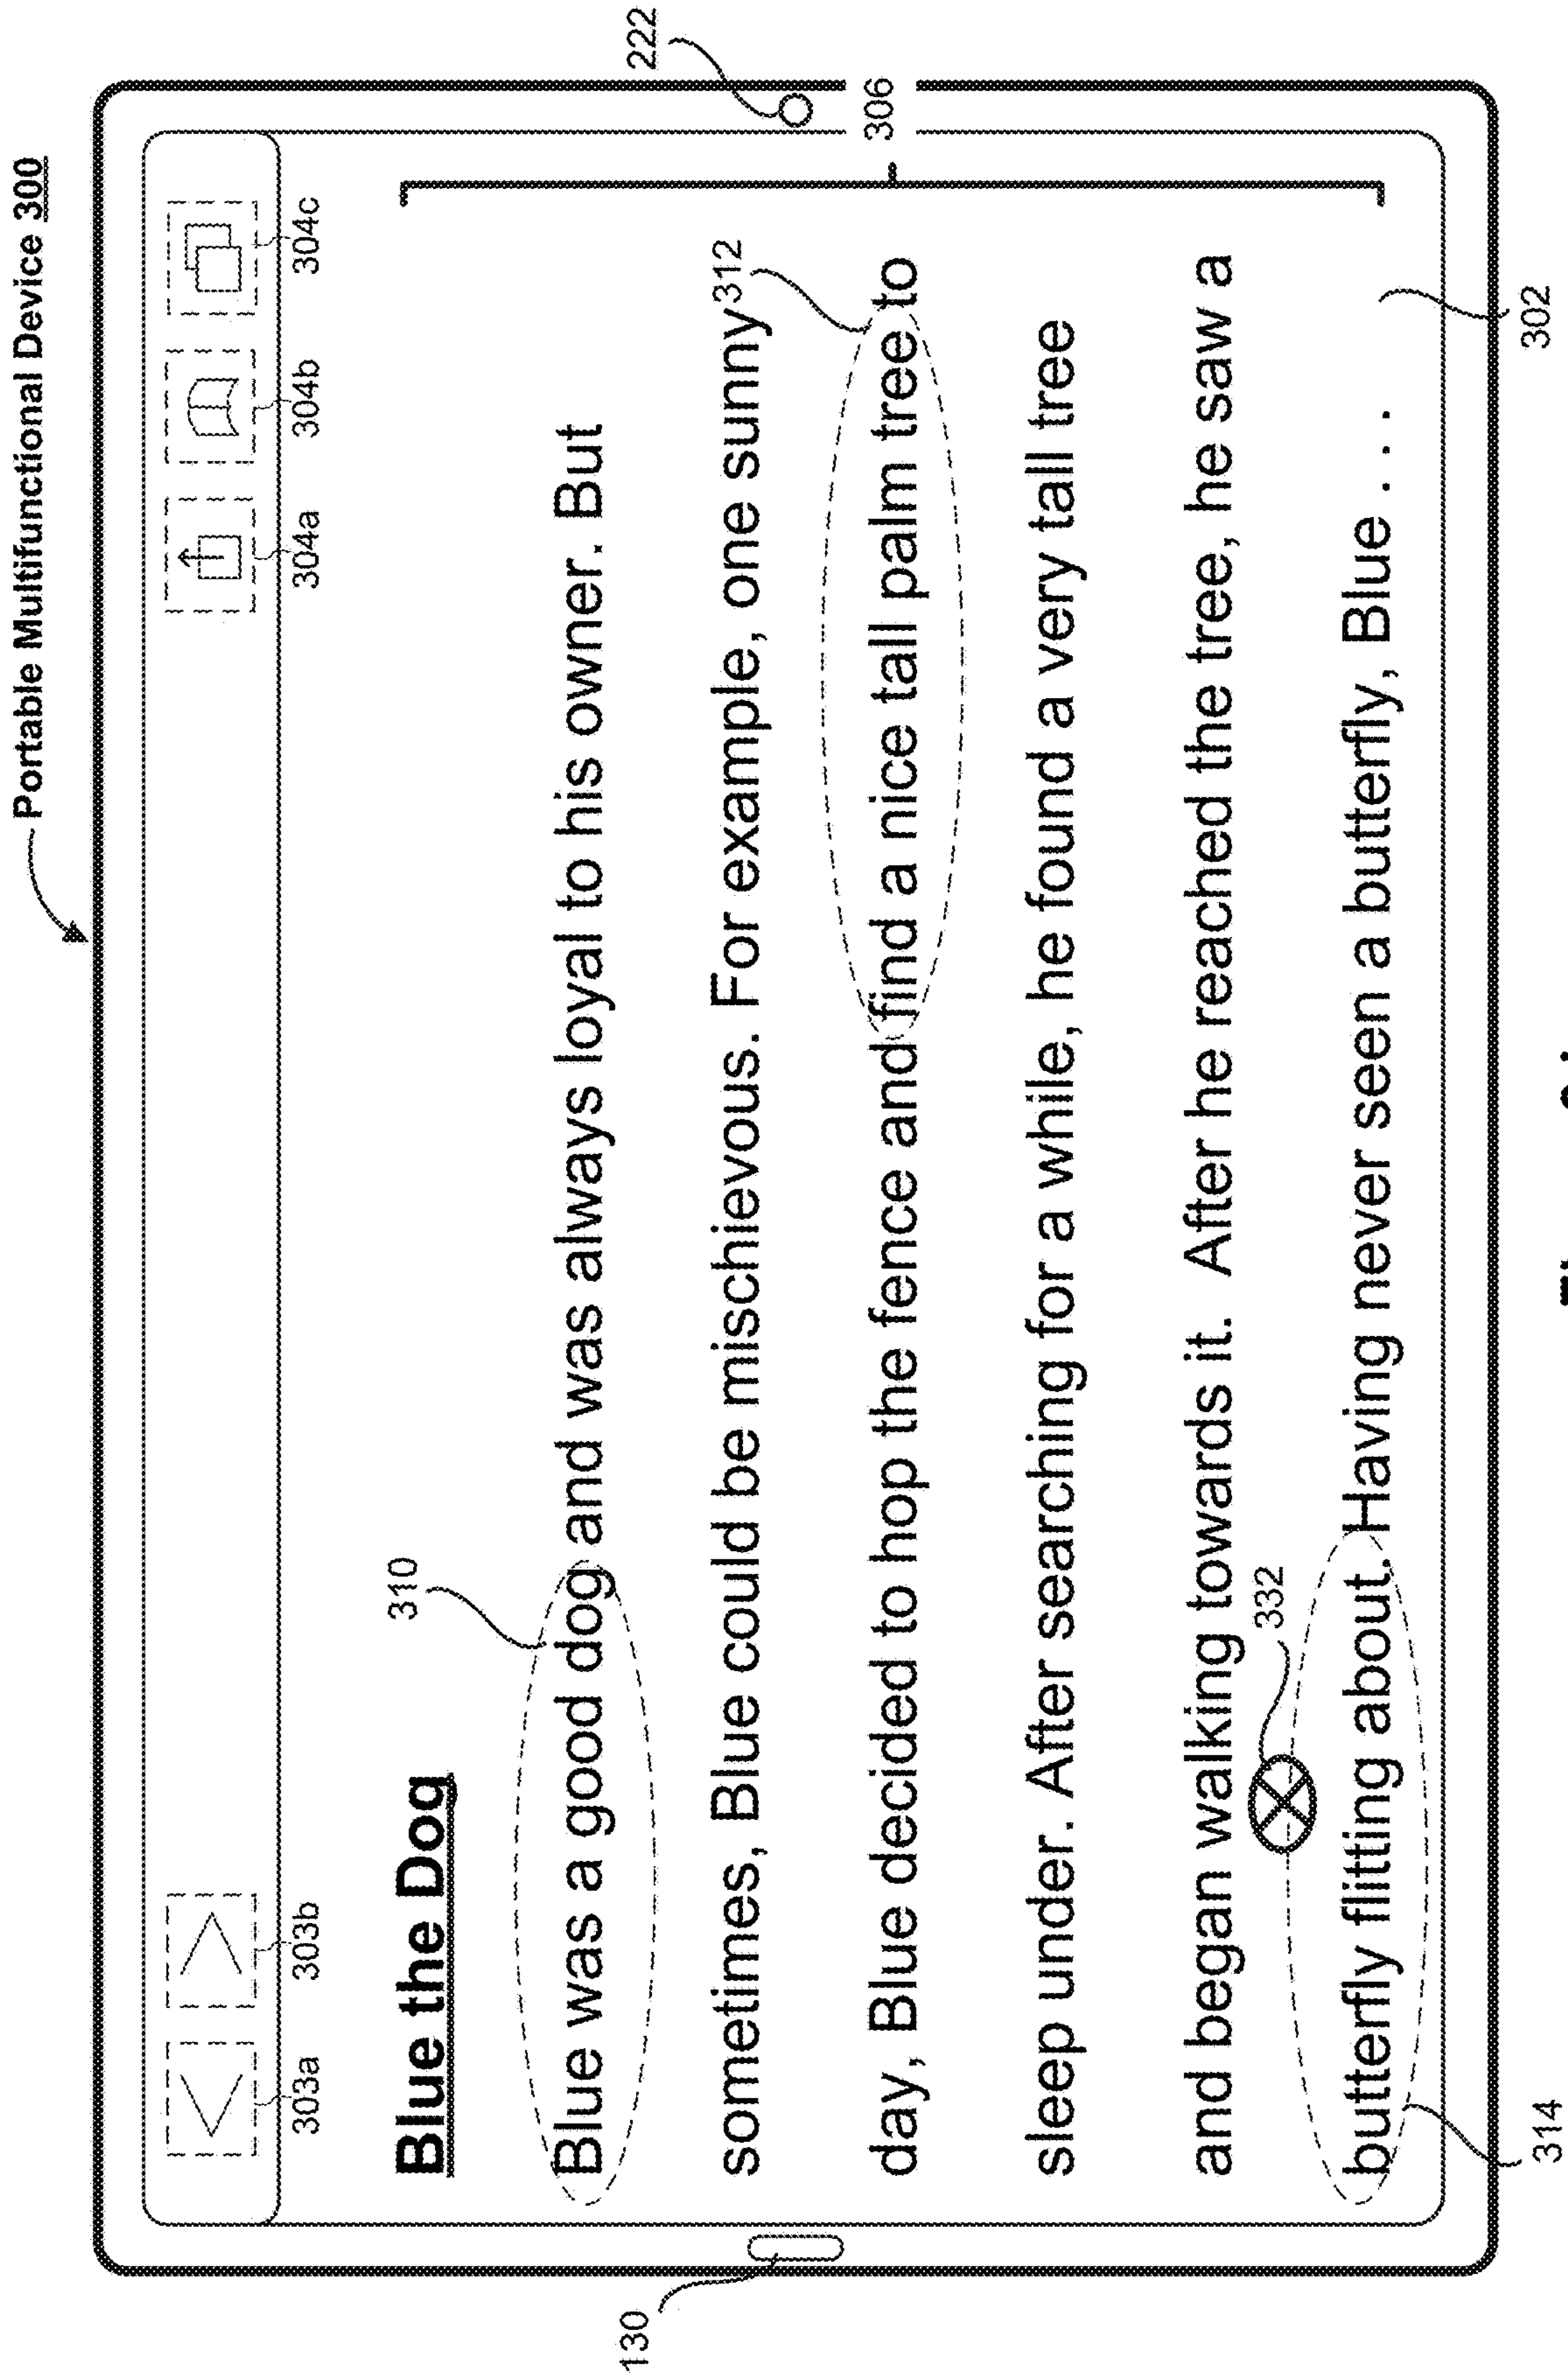 Portable Multifunctional Device 300
303a
303b
304a
304b
304c
222
306
Blue the Dog
310
Blue was a good dog and was always loyal to his owner. But
sometimes, Blue could be mischievous. For example, one sunny
312
day, Blue decided to hop the fence and find a nice tall palm tree to
sleep under. After searching for a while, he found a very tall tree
and began walking towards it. After he reached the tree, he saw a
332
butterfly flitting about. Having never seen a butterfly, Blue . . .
130
314
302